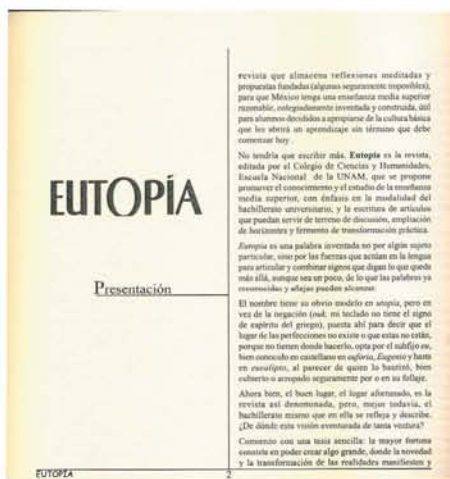 EUTOPÍA
Presentación
revista que almacena reflexiones meditadas y
propuestas fundadas (algunas seguramente imposibles),
para que México tenga una enseñanza media superior
razonable, colegiadamente inventada y construida, útil
para alumnos decididos a apropiarse de la cultura básica
que les abrirá un aprendizaje sin término que debe
comenzar hoy.
No tendría que escribir más. Eutopía es la revista,
editada por el Colegio de Ciencias y Humanidades,
Escuela Nacional de la UNAM, que se propone
promover el conocimiento y el estudio de la enseñanza
media superior, con énfasis en la modalidad del
bachillerato universitario, y la escritura de artículos
que puedan servir de terreno de discusión, ampliación
de horizontes y fermento de transformación práctica.
Eutopía es una palabra inventada no por algún sujeto
particular, sino por las fuerzas que actúan en la lengua
para articular y combinar signos que digan lo que quede
más allá, aunque sea un poco, de lo que las palabras ya
reconocidas y añejas pueden alcanzar.
El nombre tiene su obvio modelo en utopía, pero en
vez de la negación (ouk: mi teclado no tiene el signo
de espíritu del griego), puesta ahí para decir que el
lugar de las perfecciones no existe o que estas no están,
porque no tienen donde hacerlo, opta por el subfijo eu,
bien conocido en castellano en euforia, Eugenio y hasta
en eucalipto, al parecer de quien lo bautizó, bien
cubierto o arropado seguramente por o en su follaje.
Ahora bien, el buen lugar, el lugar afortunado, es la
revista así denominada, pero, mejor todavía, el
bachillerato mismo que en ella se refleja y describe.
¿De dónde esta visión aventurada de tanta ventura?
Comienzo con una tesis sencilla: la mayor fortuna
consiste en poder crear algo grande, donde la novedad
y la transformación de las realidades manifiesten y
EUTOPÍA
2